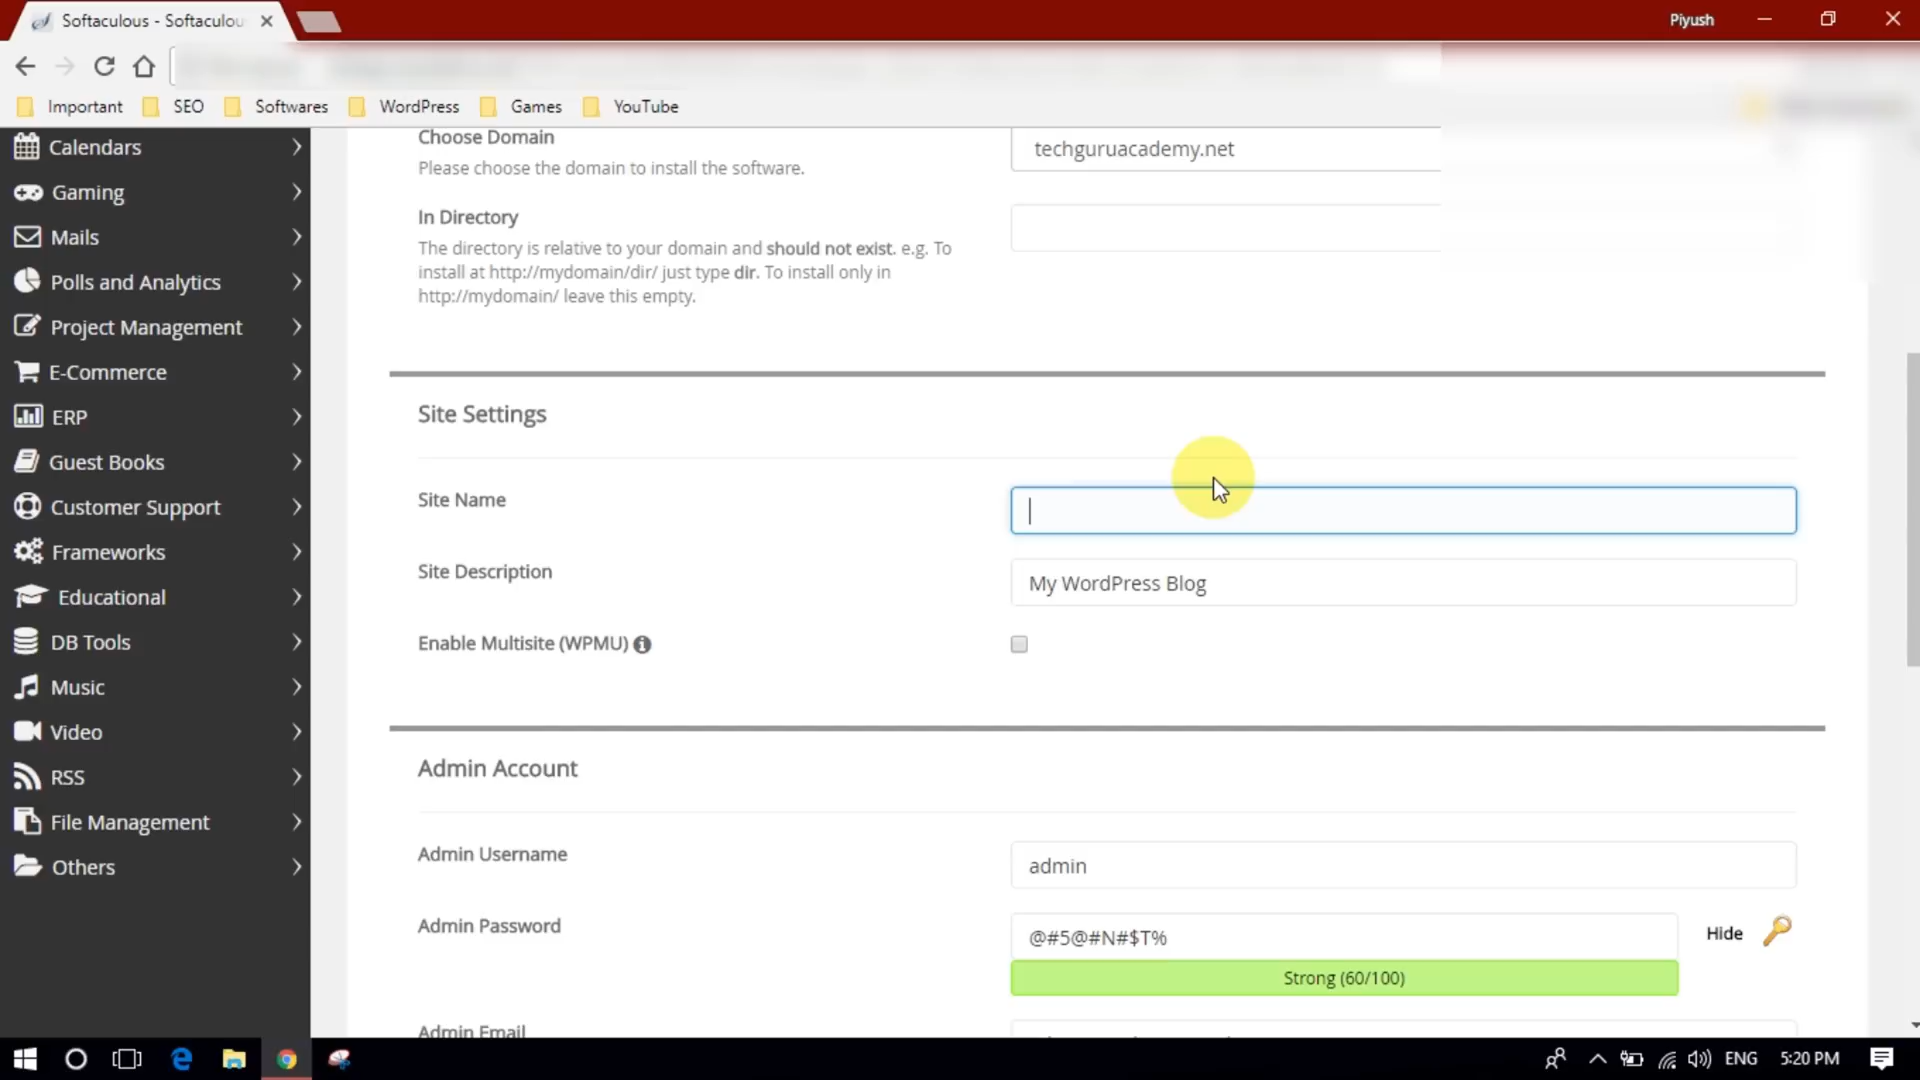 Softaculous - Softaculou
Piyush
Important
SEO
Softwares
WordPress
Games
YouTube
Calendars
Gaming
Mails
Polls and Analytics
Project Management
E-Commerce
ERP
Guest Books
Customer Support
Frameworks
Educational
DB Tools
Music
Video
RSS
File Management
Others
Choose Domain
Please choose the domain to install the software.
techguruacademy.net
In Directory
The directory is relative to your domain and should not exist. e.g. To
install at http://mydomain/dir/ just type dir. To install only in
http://mydomain/ leave this empty.
Site Settings
Site Name
Site Description
My WordPress Blog
Enable Multisite (WPMU)
Admin Account
Admin Username
admin
Admin Password
@#5@#N#$T%
Hide
Strong (60/100)
Admin Email
ENG
5:20 PM